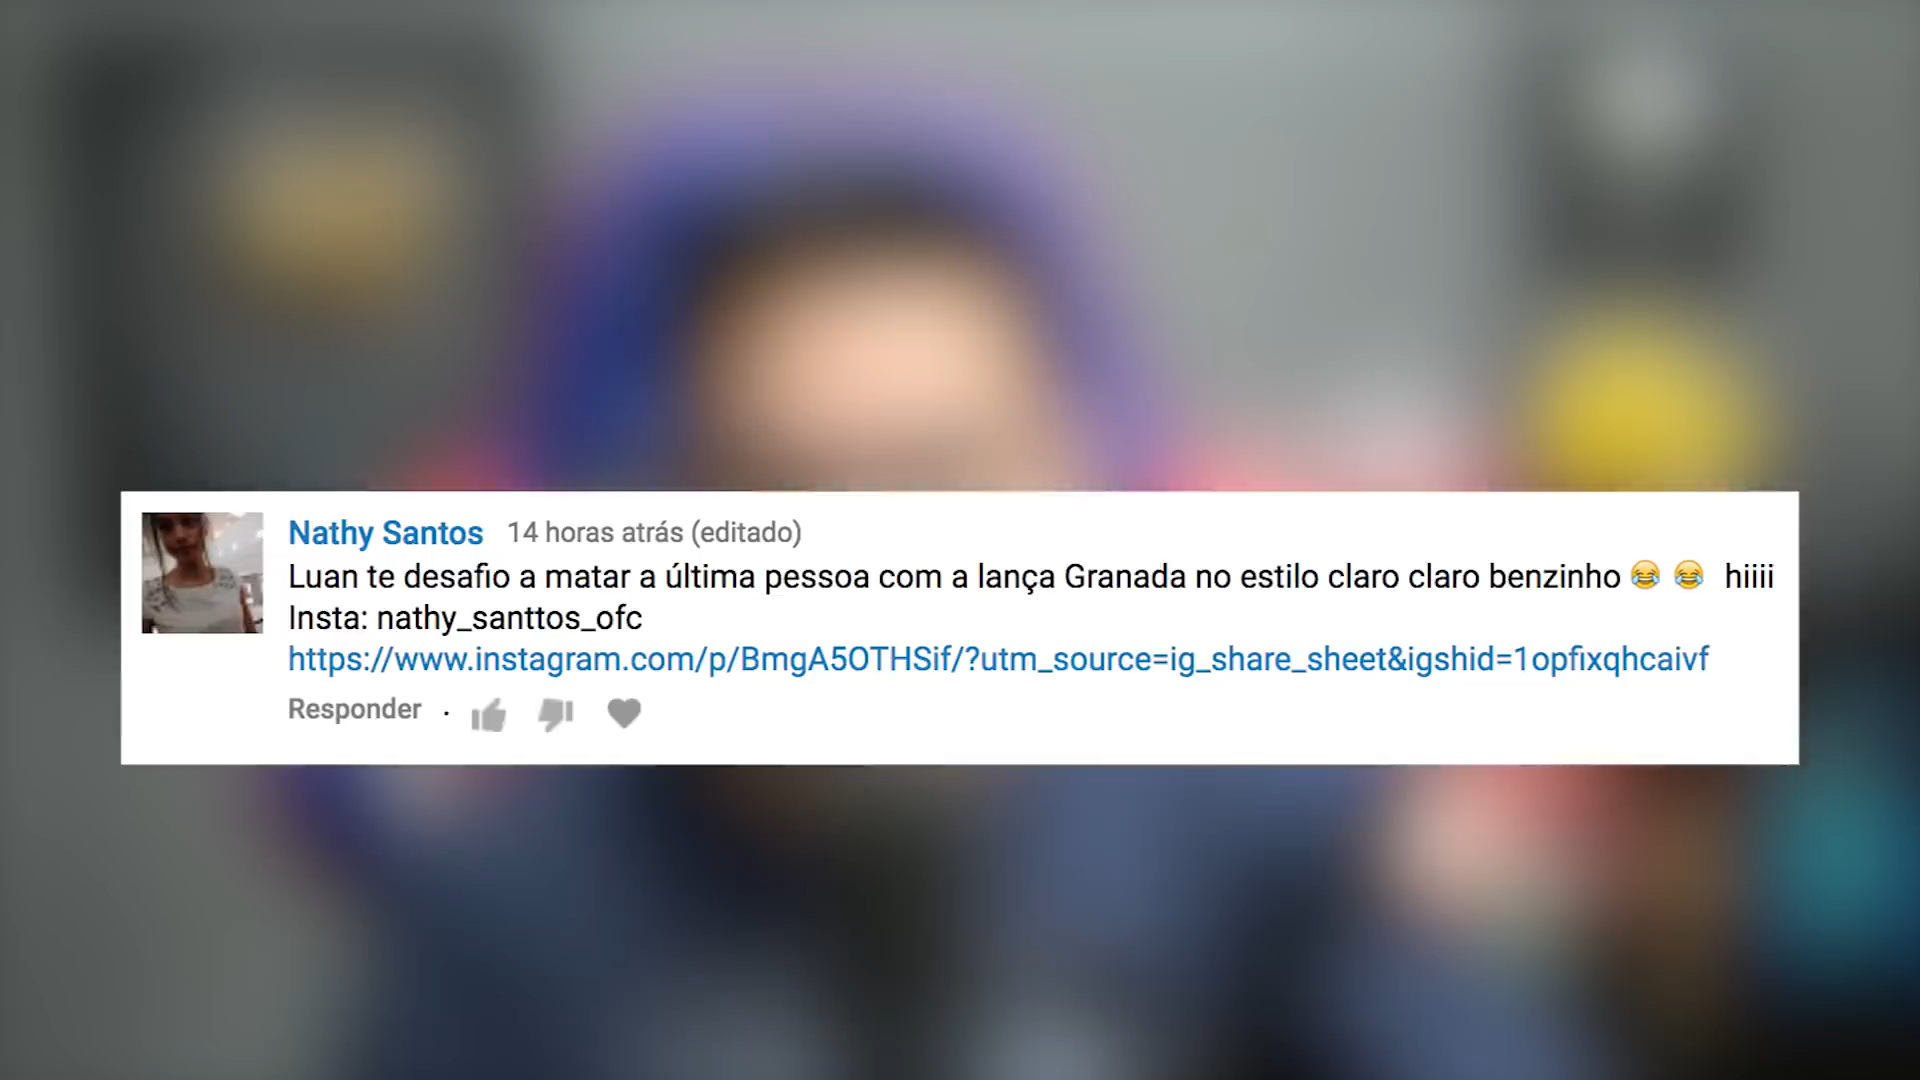 Nathy Santos 14 horas atrás (editado)
Luan te desafio a matar a última pessoa com a lança Granada no estilo claro claro benzinho 😂 😂 hiiii
Insta: nathy_santtos_ofc
https://www.instagram.com/p/BmgA5OTHSif/?utm_source=ig_share_sheet&igshid=1opfixqhcaivf
Responder ·